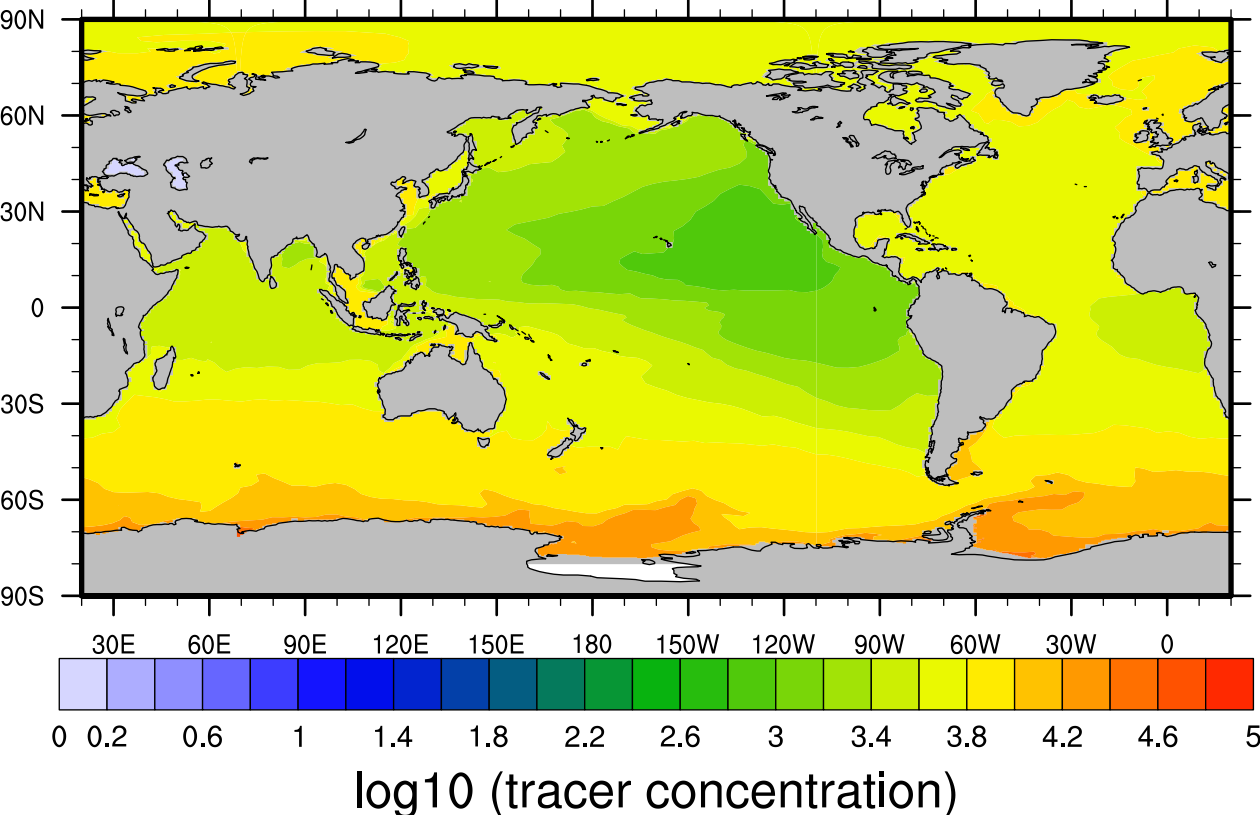 90N
60N
30N
0
30S
60S
90S
30E 60E 90E 120E 150E 180 150W 120W 90W 60W 30W 0
0 0.2 0.6 1 1.4 1.8 2.2 2.6 3 3.4 3.8 4.2 4.6 5
log10 (tracer concentration)